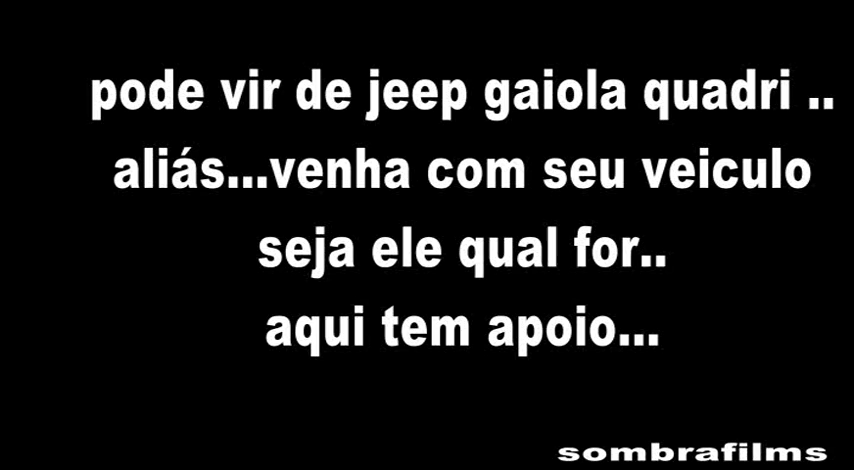 pode vir de jeep gaiola quadri ..
aliás...venha com seu veiculo
seja ele qual for..
aqui tem apoio...
sombrafilms